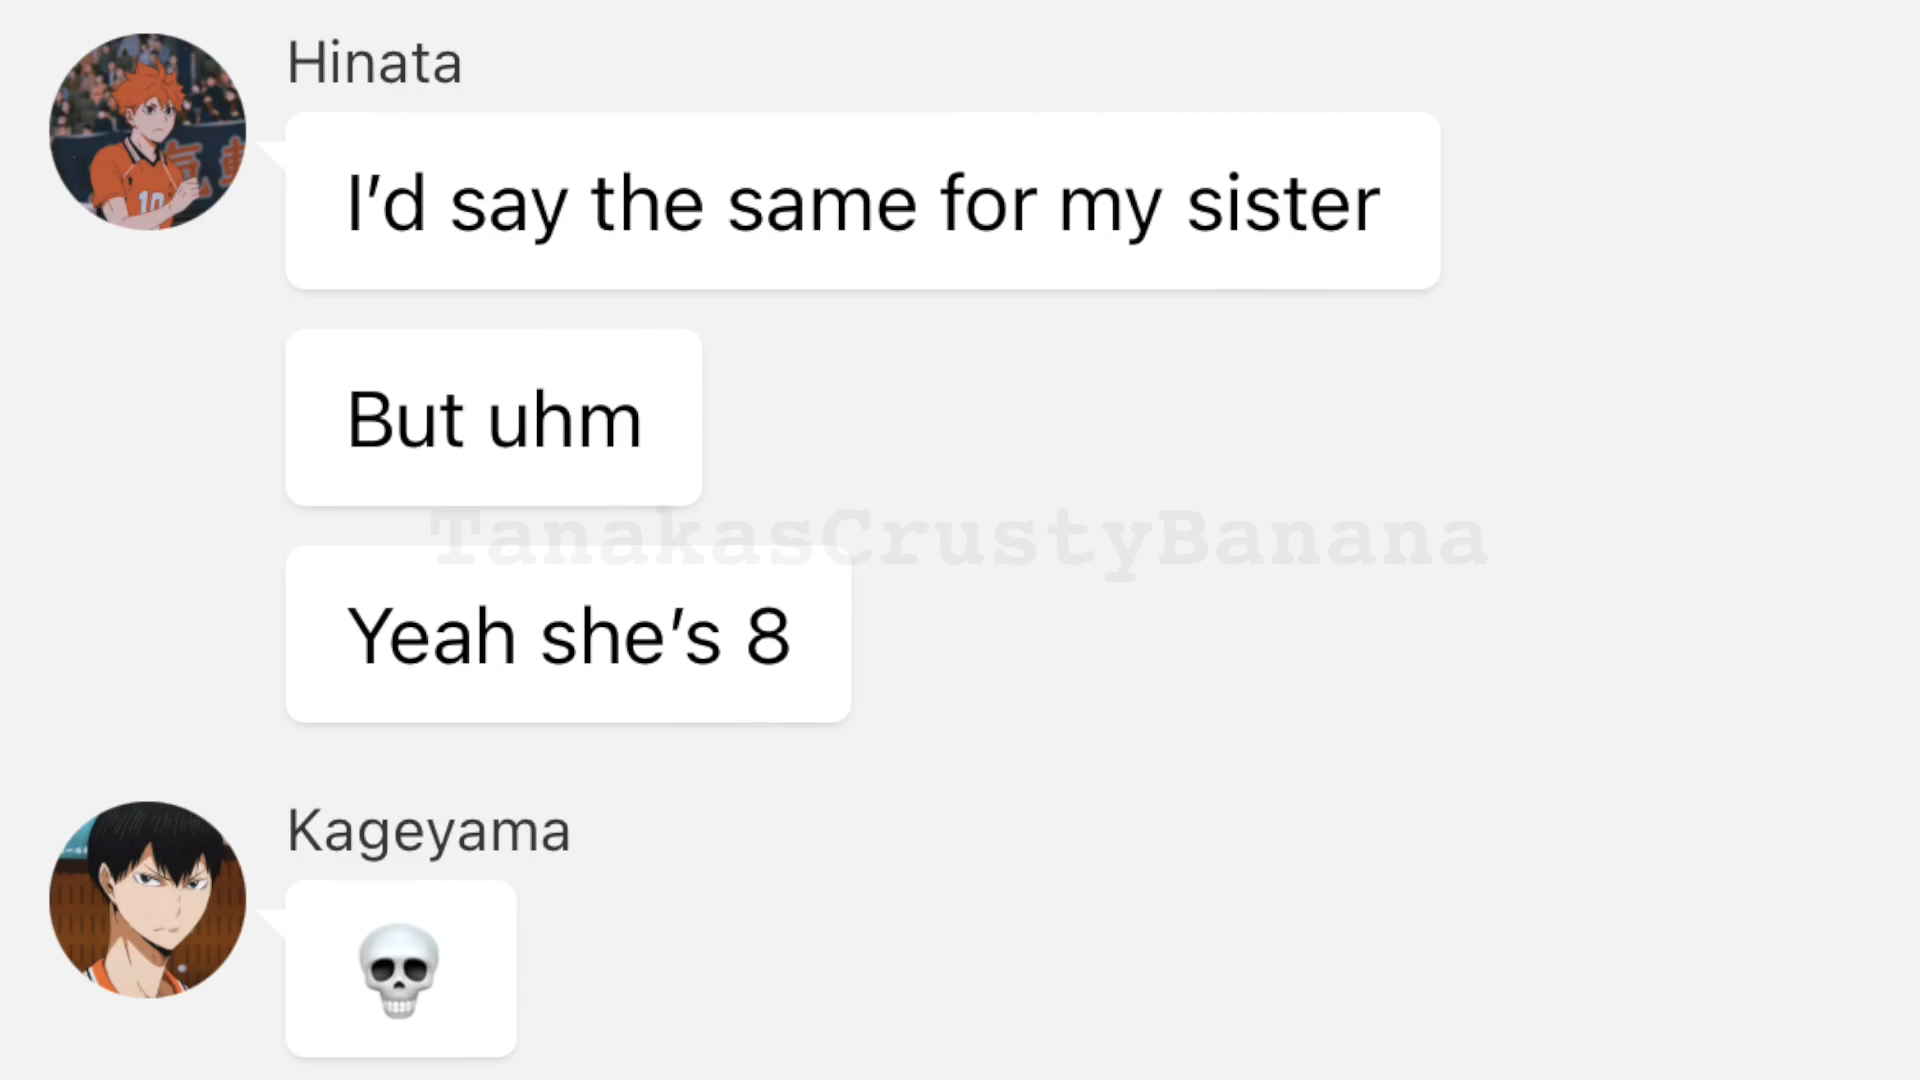 Hinata
I’d say the same for my sister
But uhm
TanakasCrustyBanana
Yeah she’s 8
Kageyama
💀